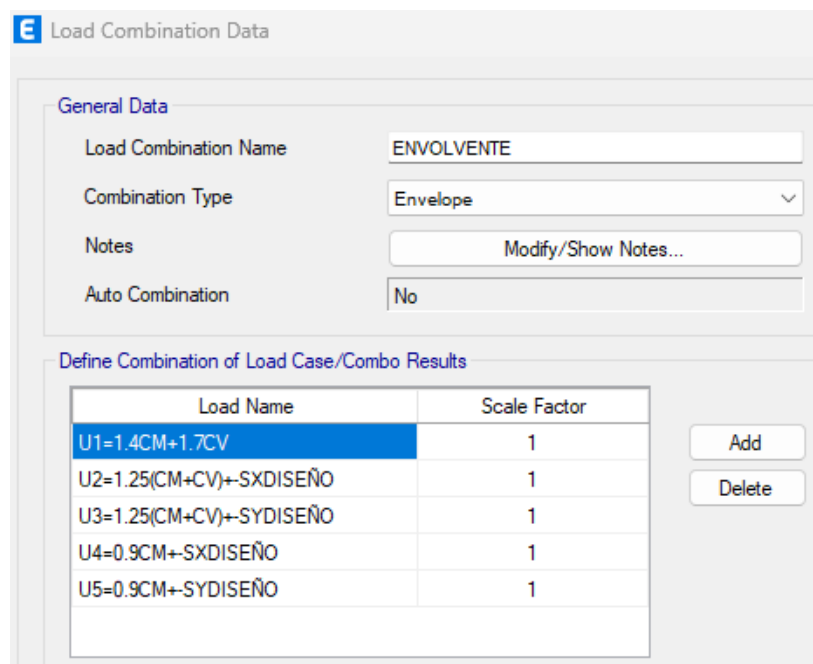 E Load Combination Data
General Data
Load Combination Name ENVOLVENTE
Combination Type Envelope
Notes Modify/Show Notes...
Auto Combination No
Define Combination of Load Case/Combo Results
Load Name Scale Factor
U1=1.4CM+1.7CV 1 Add
U2=1.25(CM+CV)+-SXDISEÑO 1 Delete
U3=1.25(CM+CV)+-SYDISEÑO 1
U4=0.9CM+-SXDISEÑO 1
U5=0.9CM+-SYDISEÑO 1